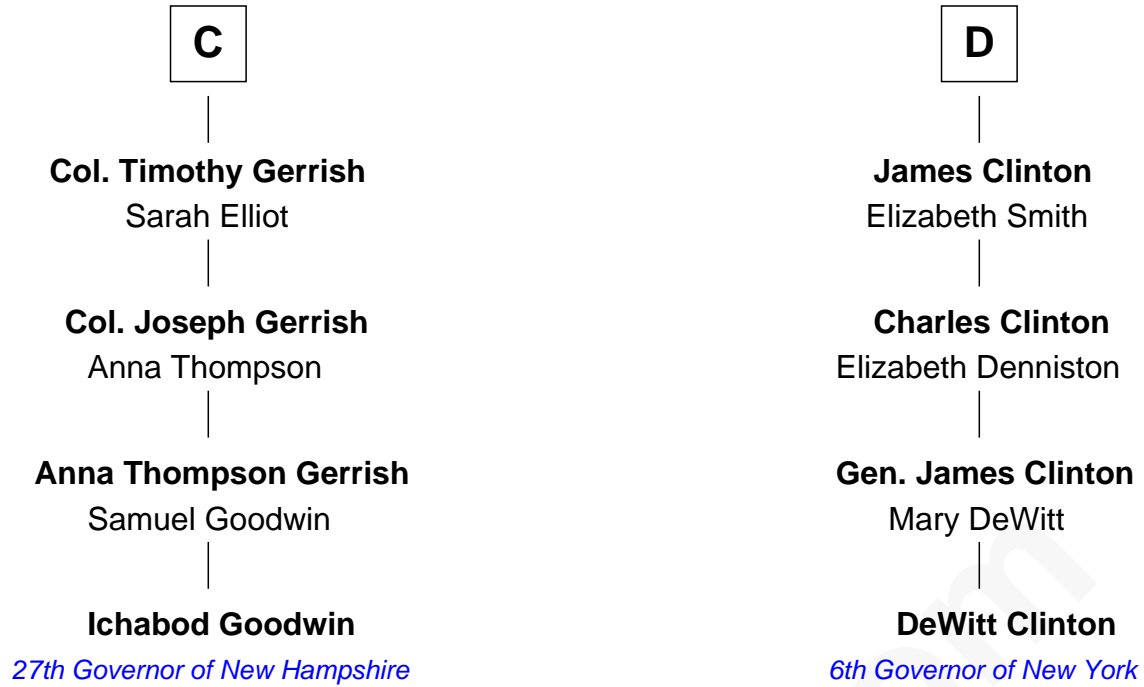 C
Col. Timothy Gerrish
Sarah Elliot
Col. Joseph Gerrish
Anna Thompson
Anna Thompson Gerrish
Samuel Goodwin
Ichabod Goodwin
27th Governor of New Hampshire
D
James Clinton
Elizabeth Smith
Charles Clinton
Elizabeth Denniston
Gen. James Clinton
Mary DeWitt
DeWitt Clinton
6th Governor of New York